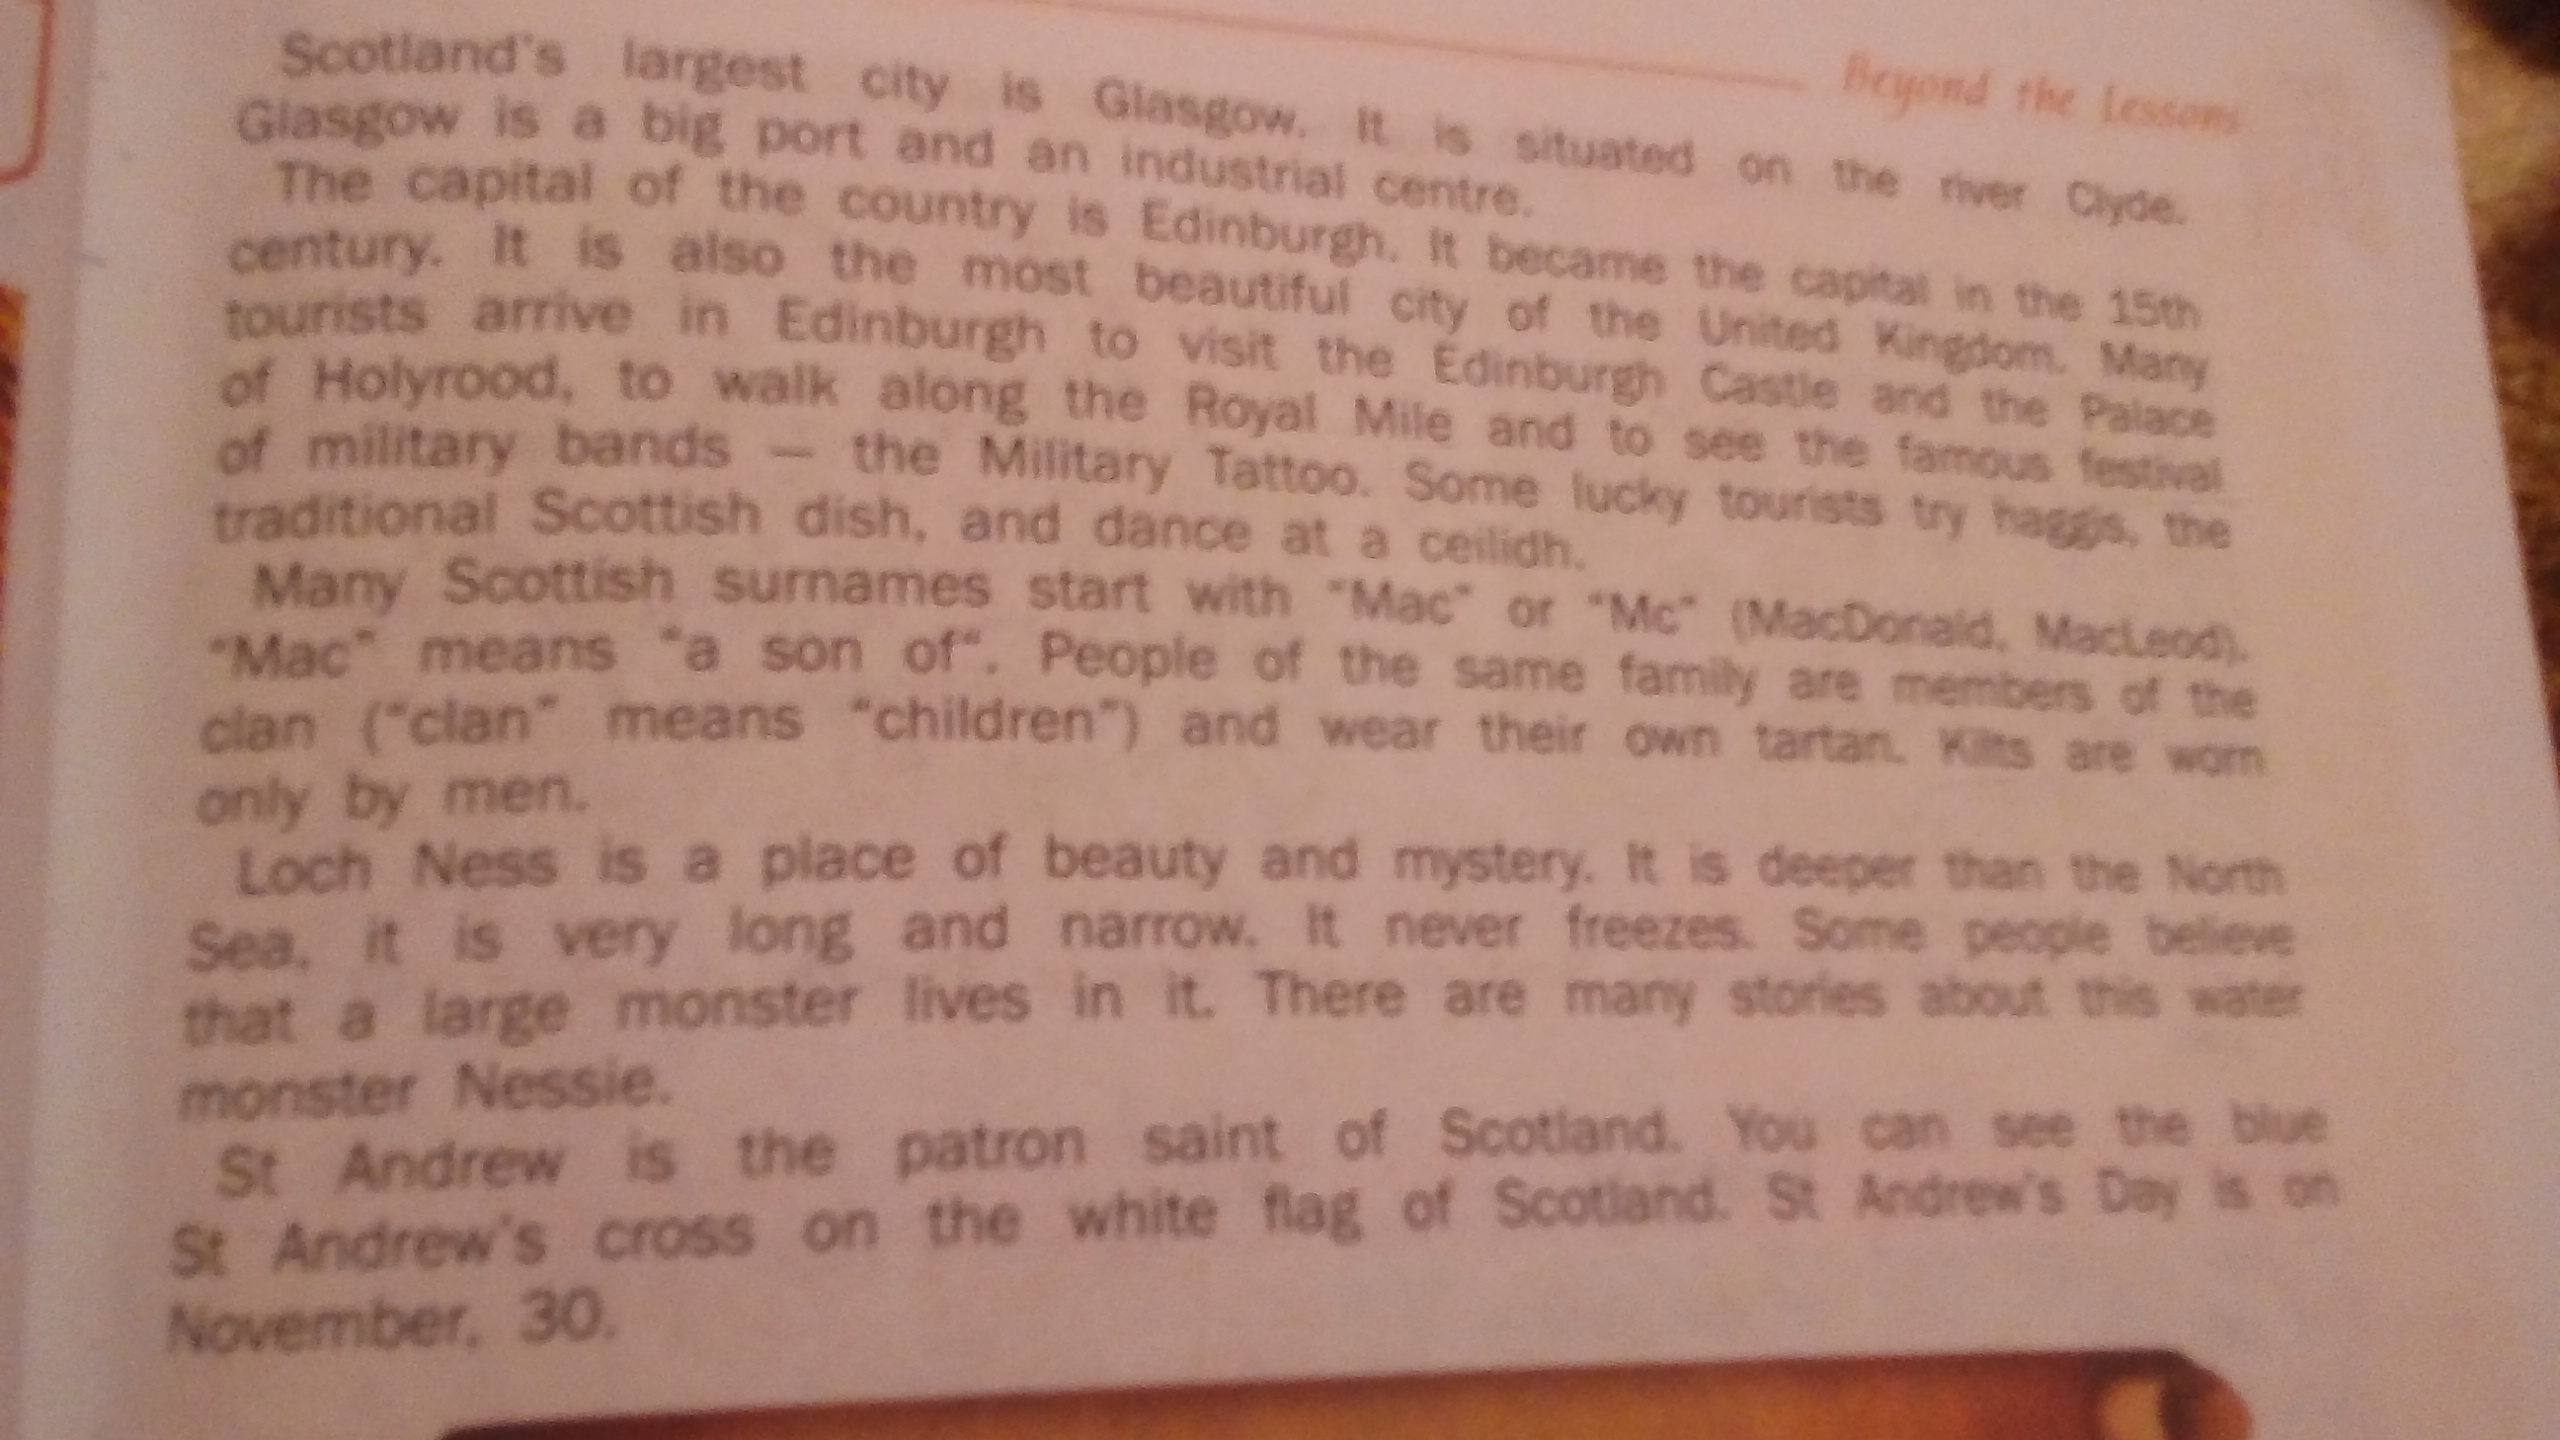 Beyond the Lessons
Scotland's largest city is Glasgow. It is situated on the river Clyde.
Glasgow is a big port and an industrial centre.
The capital of the country is Edinburgh. It became the capital in the 15th
century. It is also the most beautiful city of the United Kingdom. Many
tourists arrive in Edinburgh to visit the Edinburgh Castle and the Palace
of Holyrood, to walk along the Royal Mile and to see the famous festival
of military bands — the Military Tattoo. Some lucky tourists try haggis, the
traditional Scottish dish, and dance at a ceilidh.
Many Scottish surnames start with "Mac" or "Mc" (MacDonald, MacLeod).
"Mac" means "a son of". People of the same family are members of the
clan ("clan" means "children") and wear their own tartan. Kilts are worn
only by men.
Loch Ness is a place of beauty and mystery. It is deeper than the North
Sea, it is very long and narrow. It never freezes. Some people believe
that a large monster lives in it. There are many stories about this water
monster Nessie.
St Andrew is the patron saint of Scotland. You can see the blue
St Andrew's cross on the white flag of Scotland. St Andrew's Day is on
November, 30.